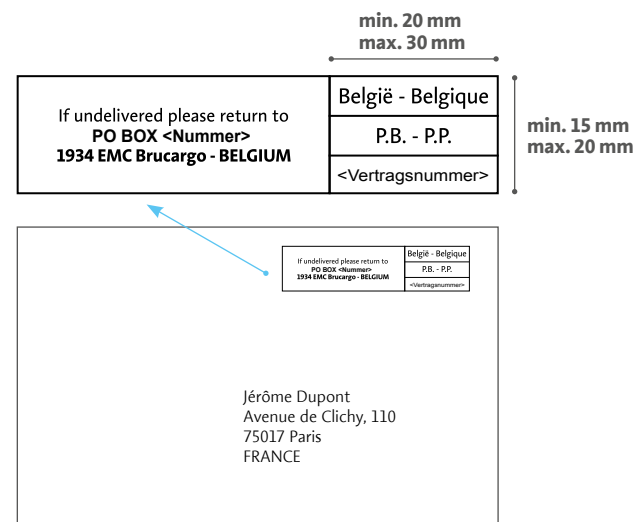 min. 20 mm
max. 30 mm
If undelivered please return to
PO BOX <Nummer>
1934 EMC Brucargo - BELGIUM
België - Belgique
P.B. - P.P.
<Vertragsnummer>
min. 15 mm
max. 20 mm
If undelivered please return to
PO BOX <Nummer>
1934 EMC Brucargo - BELGIUM
België - Belgique
P.B. - P.P.
<Vertragsnummer>
Jérôme Dupont
Avenue de Clichy, 110
75017 Paris
FRANCE